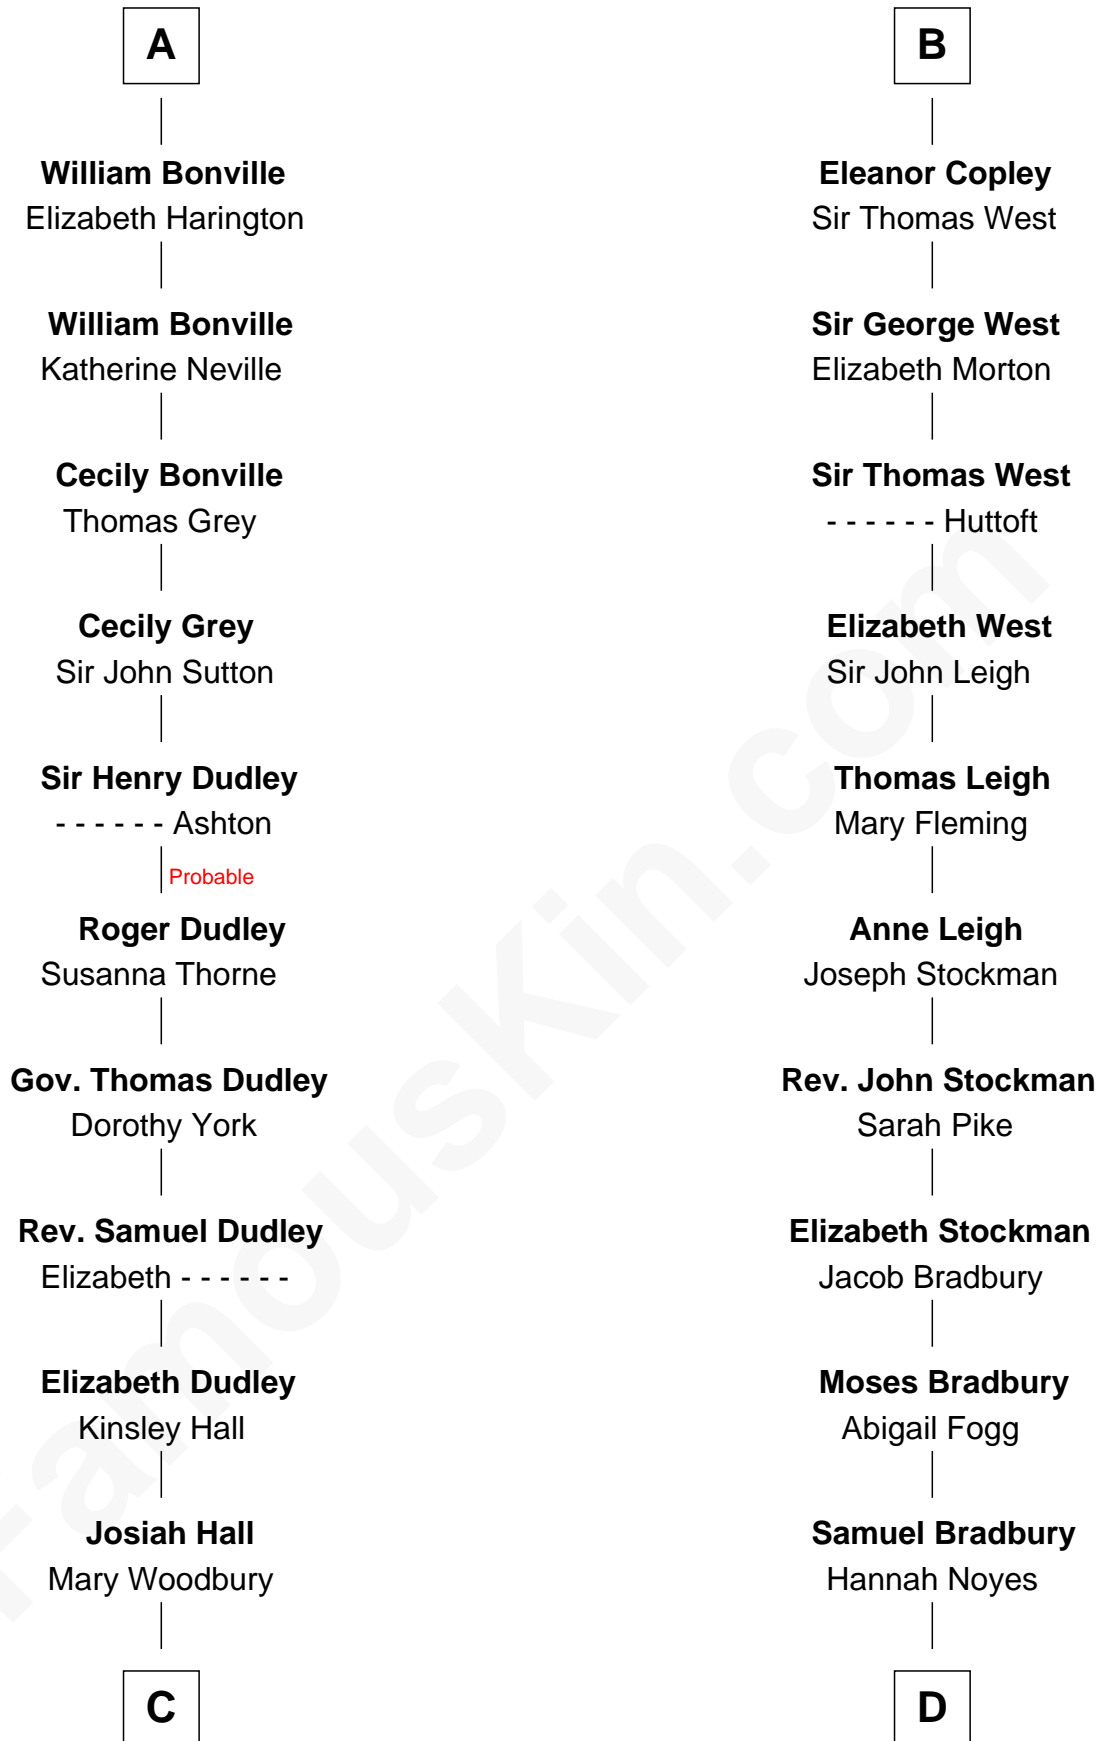 A
William Bonville
Elizabeth Harington
William Bonville
Katherine Neville
Cecily Bonville
Thomas Grey
Cecily Grey
Sir John Sutton
Sir Henry Dudley
- - - - - - Ashton
Probable
Roger Dudley
Susanna Thorne
Gov. Thomas Dudley
Dorothy York
Rev. Samuel Dudley
Elizabeth - - - - - -
Elizabeth Dudley
Kinsley Hall
Josiah Hall
Mary Woodbury
C
B
Eleanor Copley
Sir Thomas West
Sir George West
Elizabeth Morton
Sir Thomas West
- - - - - - Huttoft
Elizabeth West
Sir John Leigh
Thomas Leigh
Mary Fleming
Anne Leigh
Joseph Stockman
Rev. John Stockman
Sarah Pike
Elizabeth Stockman
Jacob Bradbury
Moses Bradbury
Abigail Fogg
Samuel Bradbury
Hannah Noyes
D
FamousKin.com